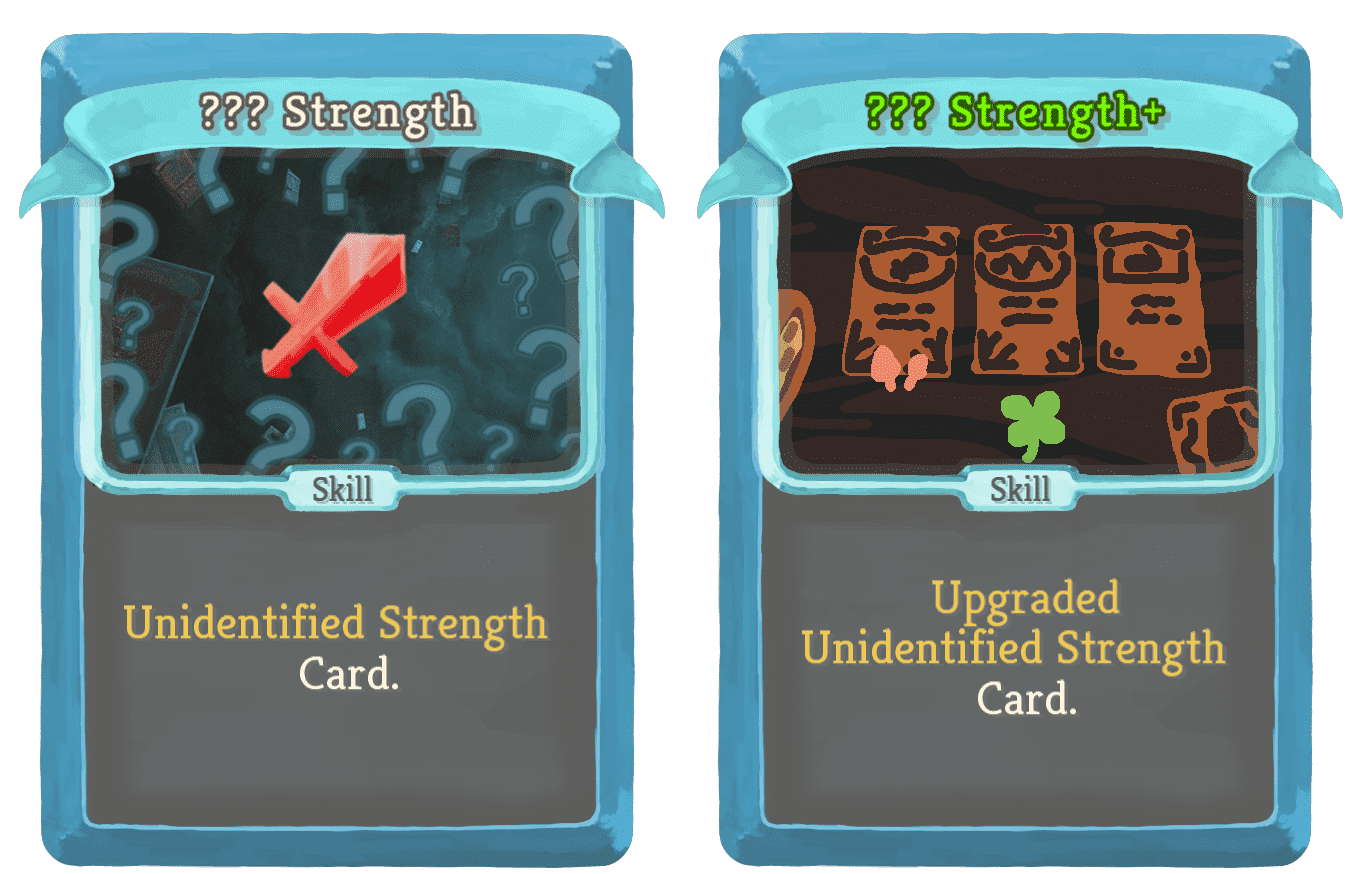 ??? Strength
Skill
Unidentified Strength
Card.
??? Strength+
Skill
Upgraded
Unidentified Strength
Card.